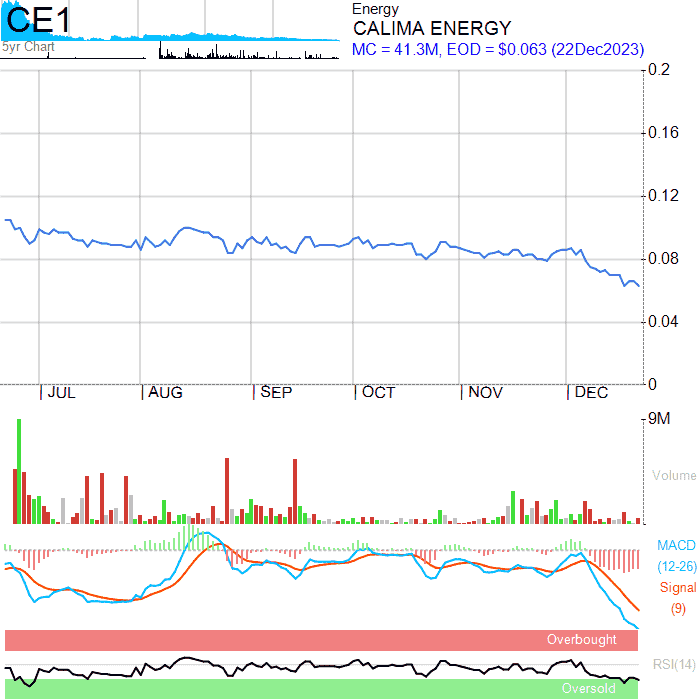 CE1
5yr Chart
Energy
CALIMA ENERGY
MC = 41.3M, EOD = $0.063 (22Dec2023)
0.2
0.16
0.12
0.08
0.04
0
JUL AUG SEP OCT NOV DEC
9M
Volume
MACD
(12-26)
Signal
(9)
Overbought
RSI(14)
Oversold